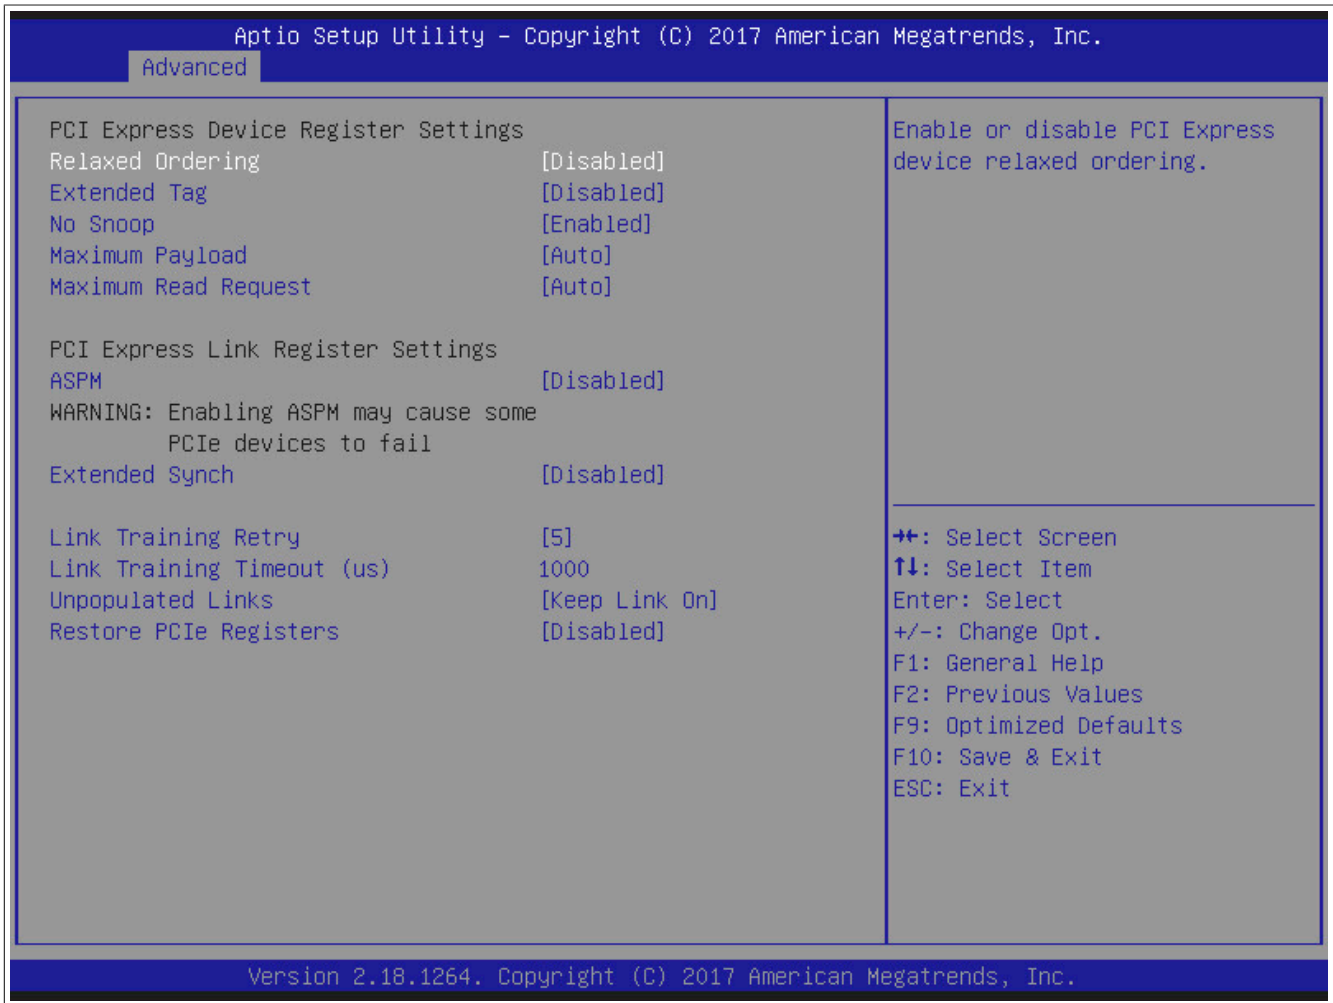 Aptio Setup Utility – Copyright (C) 2017 American Megatrends, Inc.
Advanced
PCI Express Device Register Settings
Relaxed Ordering [Disabled]
Extended Tag [Disabled]
No Snoop [Enabled]
Maximum Payload [Auto]
Maximum Read Request [Auto]
PCI Express Link Register Settings
ASPM [Disabled]
WARNING: Enabling ASPM may cause some
PCIe devices to fail
Extended Synch [Disabled]
Link Training Retry [5]
Link Training Timeout (us) 1000
Unpopulated Links [Keep Link On]
Restore PCIe Registers [Disabled]
Enable or disable PCI Express
device relaxed ordering.
→←: Select Screen
↑↓: Select Item
Enter: Select
+/-: Change Opt.
F1: General Help
F2: Previous Values
F9: Optimized Defaults
F10: Save & Exit
ESC: Exit
Version 2.18.1264. Copyright (C) 2017 American Megatrends, Inc.